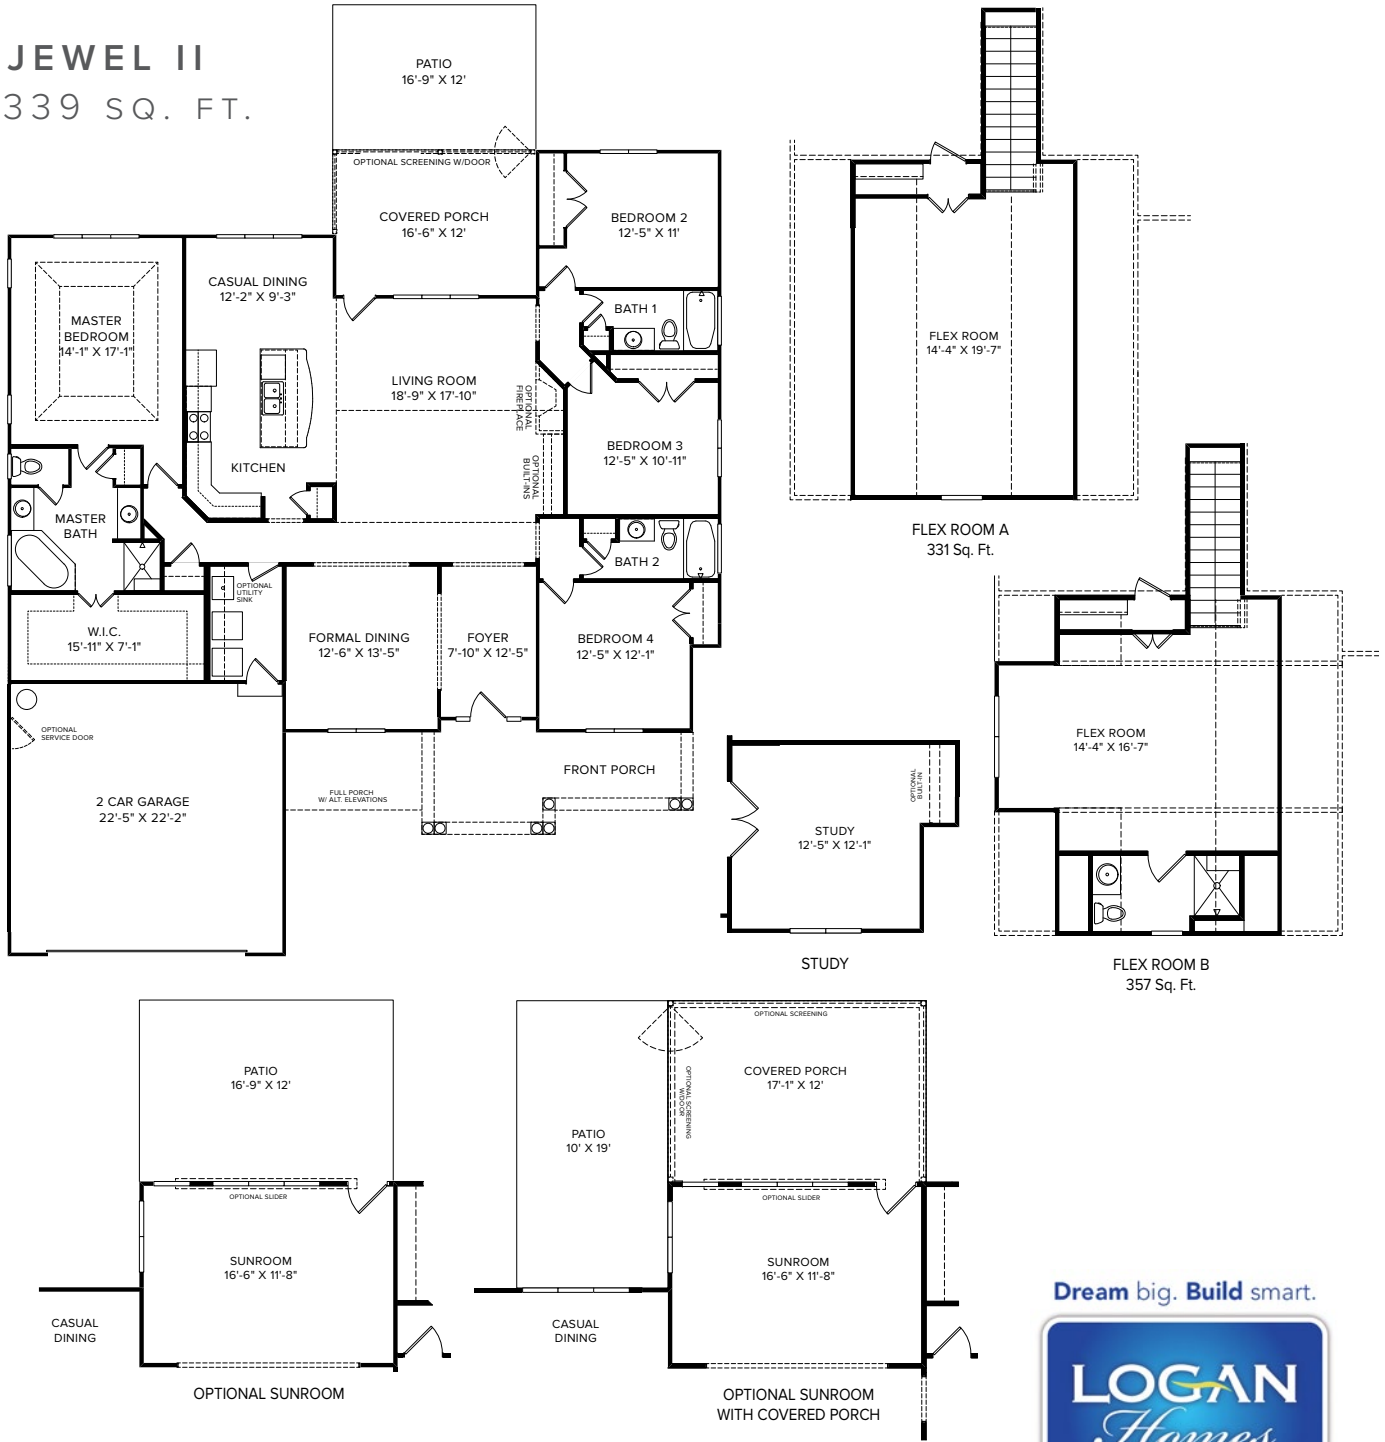 JEWEL II
339 SQ. FT.
PATIO
16'-9" X 12'
OPTIONAL SCREENING W/DOOR
COVERED PORCH
16'-6" X 12'
BEDROOM 2
12'-5" X 11'
CASUAL DINING
12'-2" X 9'-3"
MASTER
BEDROOM
14'-1" X 17'-1"
BATH 1
LIVING ROOM
18'-9" X 17'-10"
OPTIONAL
FIREPLACE
BEDROOM 3
12'-5" X 10'-11"
KITCHEN
OPTIONAL
BUILT-INS
MASTER
BATH
BATH 2
OPTIONAL
UTILITY
SINK
W.I.C.
15'-11" X 7'-1"
FORMAL DINING
12'-6" X 13'-5"
FOYER
7'-10" X 12'-5"
BEDROOM 4
12'-5" X 12'-1"
OPTIONAL
SERVICE DOOR
2 CAR GARAGE
22'-5" X 22'-2"
FULL PORCH
W/ ALT. ELEVATIONS
FRONT PORCH
FLEX ROOM
14'-4" X 19'-7"
FLEX ROOM A
331 Sq. Ft.
FLEX ROOM
14'-4" X 16'-7"
FLEX ROOM B
357 Sq. Ft.
OPTIONAL
BUILT-IN
STUDY
12'-5" X 12'-1"
STUDY
PATIO
16'-9" X 12'
OPTIONAL SLIDER
SUNROOM
16'-6" X 11'-8"
CASUAL
DINING
OPTIONAL SUNROOM
OPTIONAL SCREENING
COVERED PORCH
17'-1" X 12'
OPTIONAL SCREENING
W/DOOR
PATIO
10' X 19'
OPTIONAL SLIDER
SUNROOM
16'-6" X 11'-8"
CASUAL
DINING
OPTIONAL SUNROOM
WITH COVERED PORCH
Dream big. Build smart.
LOGAN
Homes